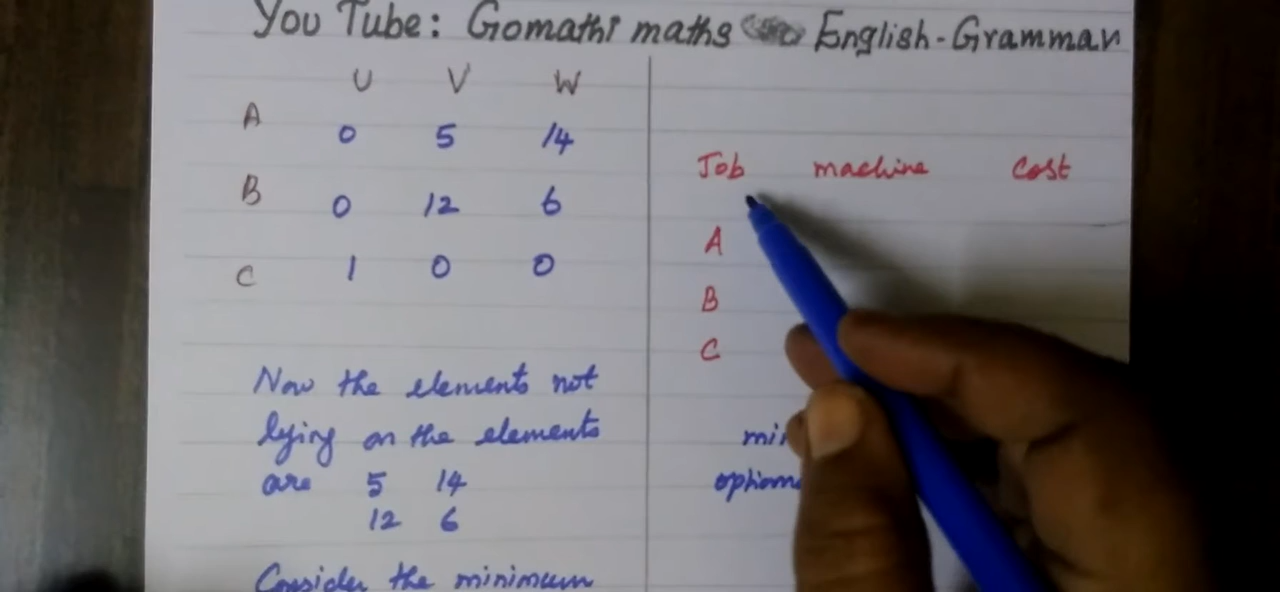 You Tube: Gomathi maths English-Grammar
U V W
A 0 5 14
B 0 12 6
C 1 0 0
Now the elements not
lying on the elements
are 5 14
12 6
Consider the minimum
Job machine cost
A
B
C